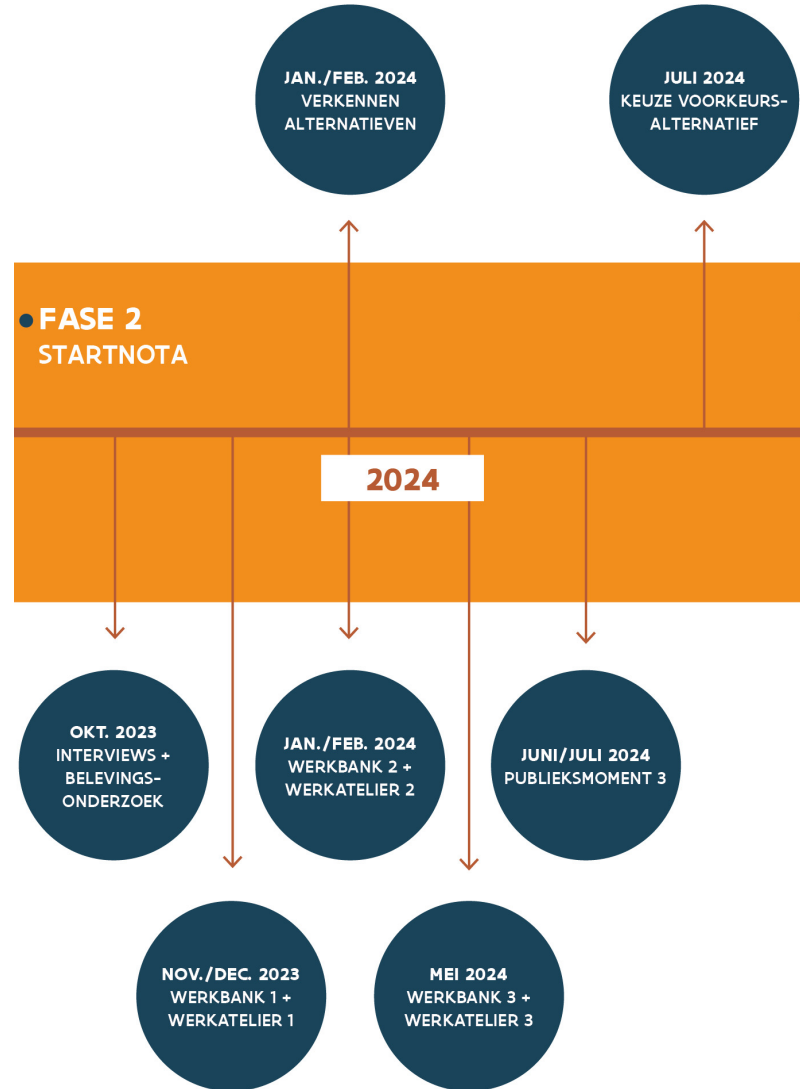 JAN./FEB. 2024
VERKENNEN
ALTERNATIEVEN
JULI 2024
KEUZE VOORKEURS-
ALTERNATIEF
FASE 2
STARTNOTA
2024
OKT. 2023
INTERVIEWS +
BELEVINGS-
ONDERZOEK
JAN./FEB. 2024
WERKBANK 2 +
WERKATELIER 2
JUNI/JULI 2024
PUBLIEKSMOMENT 3
NOV./DEC. 2023
WERKBANK 1 +
WERKATELIER 1
MEI 2024
WERKBANK 3 +
WERKATELIER 3